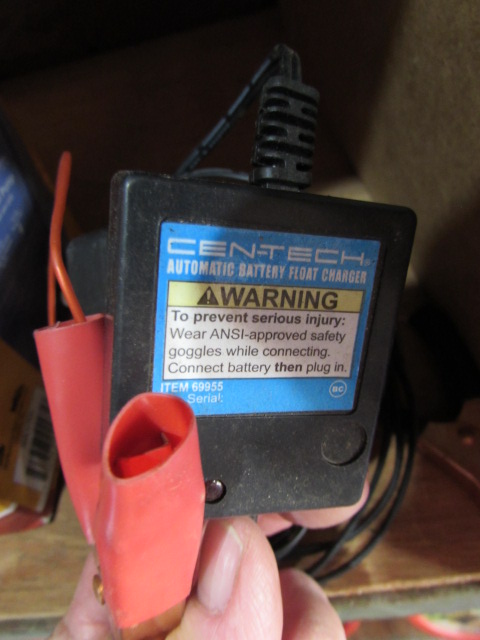 CEN-TECH®
AUTOMATIC BATTERY FLOAT CHARGER
⚠WARNING
To prevent serious injury:
Wear ANSI-approved safety
goggles while connecting.
Connect battery then plug in.
ITEM 69955
Serial:
BC